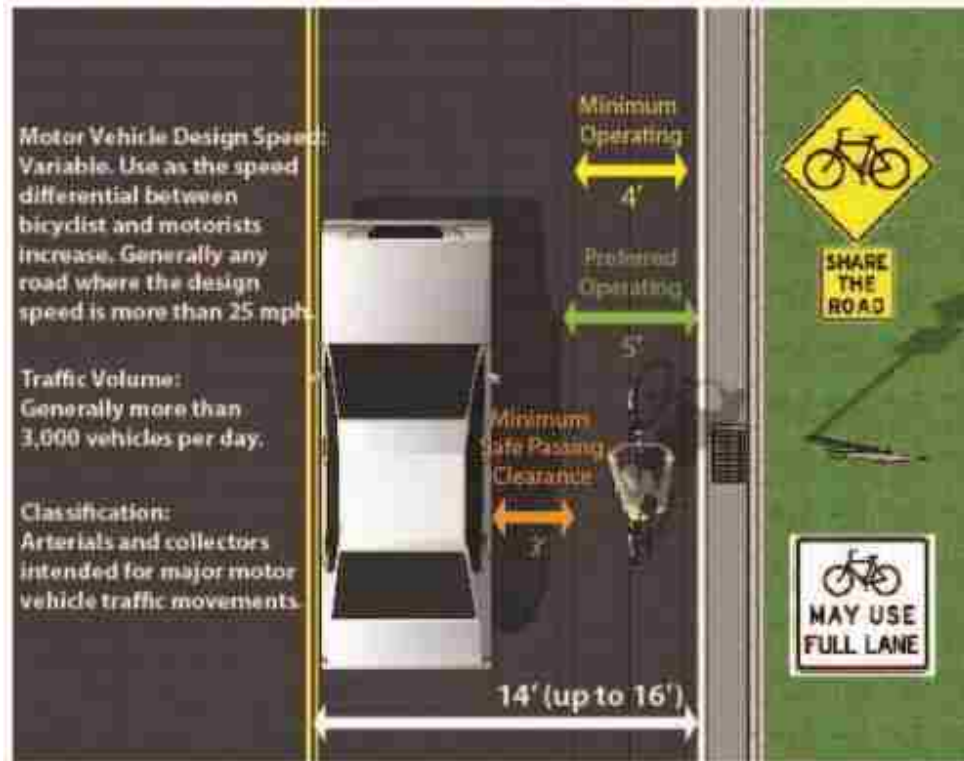 Motor Vehicle Design Speed:
Variable. Use as the speed
differential between
bicyclist and motorists
increase. Generally any
road where the design
speed is more than 25 mph.
Traffic Volume:
Generally more than
3,000 vehicles per day.
Classification:
Arterials and collectors
intended for major motor
vehicle traffic movements.
Minimum
Operating
4'
Preferred
Operating
5'
Minimum
Safe Passing
Clearance
3'
14' (up to 16')
SHARE
THE
ROAD
MAY USE
FULL LANE